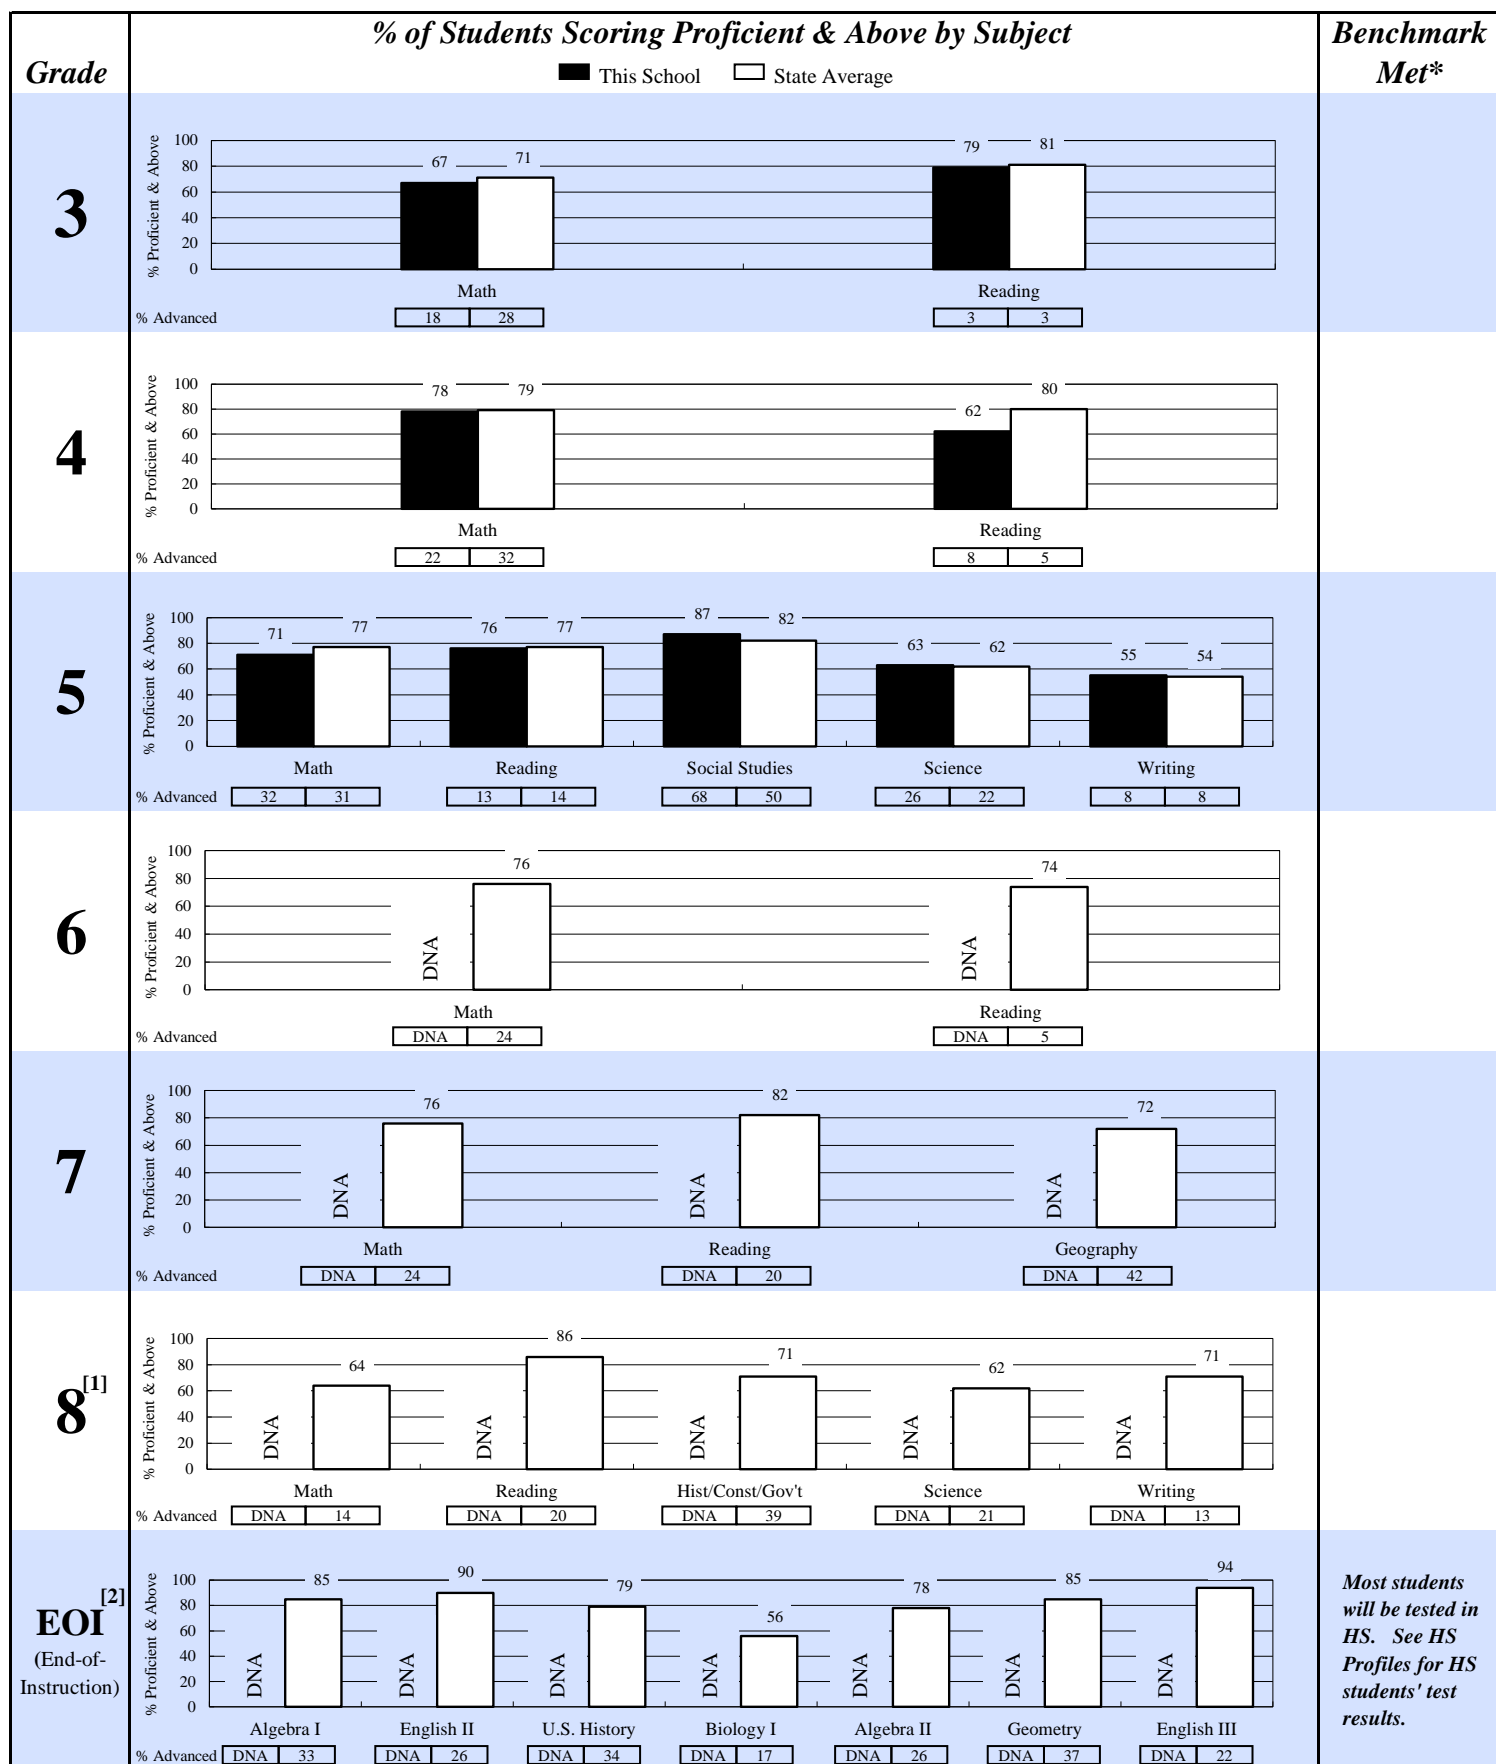 % of Students Scoring Proficient & Above by Subject
Benchmark
Met*
Grade
This School State Average
3
% Proficient & Above
100
80
60
40
20
0
67 71 79 81
Math Reading
% Advanced 18 28 3 3
4
% Proficient & Above
100
80
60
40
20
0
78 79 62 80
Math Reading
% Advanced 22 32 8 5
5
% Proficient & Above
100
80
60
40
20
0
71 77 76 77 87 82 63 62 55 54
Math Reading Social Studies Science Writing
% Advanced 32 31 13 14 68 50 26 22 8 8
6
% Proficient & Above
100
80
60
40
20
0
DNA 76 DNA 74
Math Reading
% Advanced DNA 24 DNA 5
7
% Proficient & Above
100
80
60
40
20
0
DNA 76 DNA 82 DNA 72
Math Reading Geography
% Advanced DNA 24 DNA 20 DNA 42
8[1]
% Proficient & Above
100
80
60
40
20
0
DNA 64 DNA 86 DNA 71 DNA 62 DNA 71
Math Reading Hist/Const/Gov't Science Writing
% Advanced DNA 14 DNA 20 DNA 39 DNA 21 DNA 13
EOI[2]
(End-of-
Instruction)
% Proficient & Above
100
80
60
40
20
0
DNA 85 DNA 90 DNA 79 DNA 56 DNA 78 DNA 85 DNA 94
Algebra I English II U.S. History Biology I Algebra II Geometry English III
% Advanced DNA 33 DNA 26 DNA 34 DNA 17 DNA 26 DNA 37 DNA 22
Most students
will be tested in
HS. See HS
Profiles for HS
students' test
results.